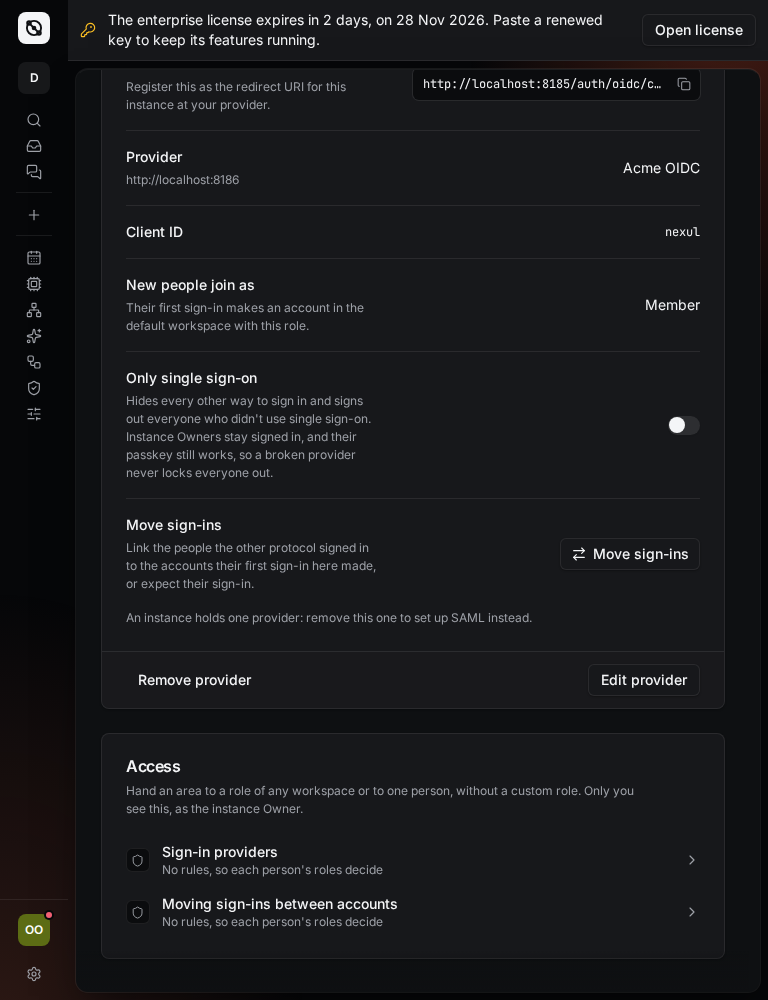 The enterprise license expires in 2 days, on 28 Nov 2026. Paste a renewed
key to keep its features running.
Open license
D
Register this as the redirect URI for this
instance at your provider.
http://localhost:8185/auth/oidc/c…
Provider
http://localhost:8186
Acme OIDC
Client ID
nexul
New people join as
Their first sign-in makes an account in the
default workspace with this role.
Member
Only single sign-on
Hides every other way to sign in and signs
out everyone who didn't use single sign-on.
Instance Owners stay signed in, and their
passkey still works, so a broken provider
never locks everyone out.
Move sign-ins
Link the people the other protocol signed in
to the accounts their first sign-in here made,
or expect their sign-in.
Move sign-ins
An instance holds one provider: remove this one to set up SAML instead.
Remove provider
Edit provider
Access
Hand an area to a role of any workspace or to one person, without a custom role. Only you
see this, as the instance Owner.
Sign-in providers
No rules, so each person's roles decide
Moving sign-ins between accounts
No rules, so each person's roles decide
OO